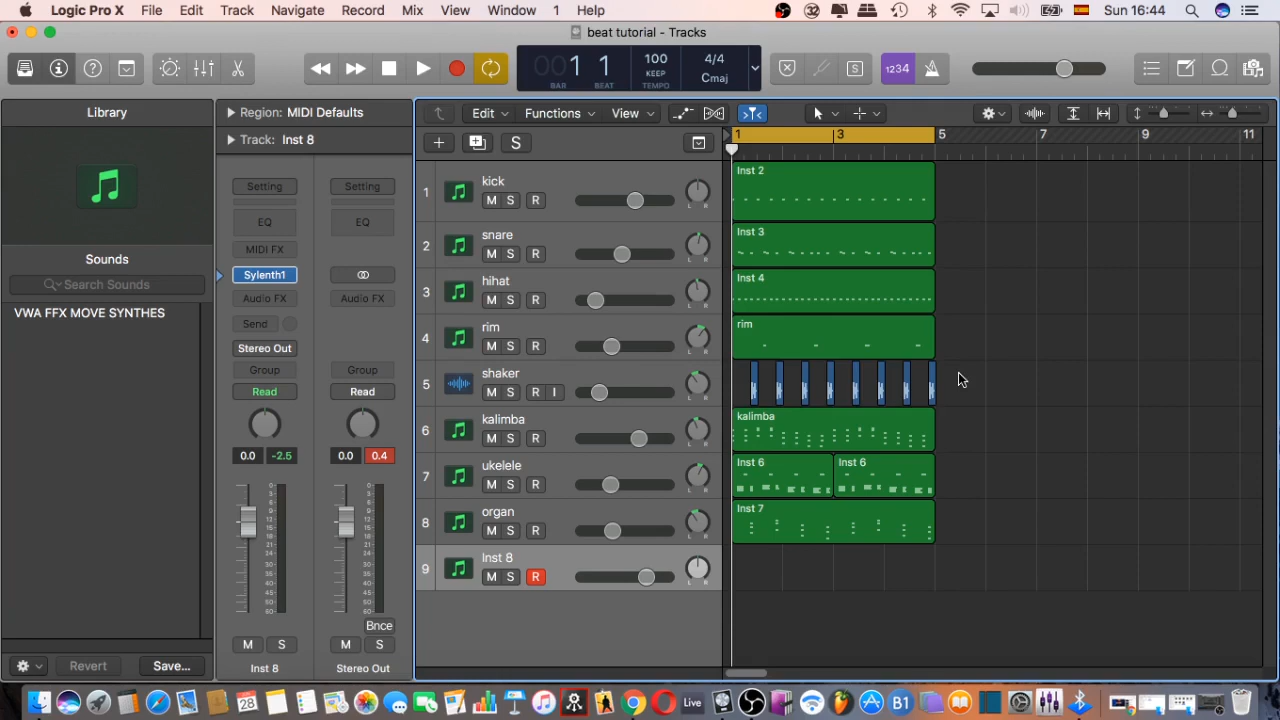 Logic Pro X File Edit Track Navigate Record Mix View Window 1 Help Sun 16:44
beat tutorial - Tracks
001 1 100 4/4
KEEP Cmaj
BAR BEAT TEMPO
S 1234
Library
Region: MIDI Defaults
Edit Functions View
Track: Inst 8
S
1 3 5 7 9 11
Sounds
Search Sounds
VWA FFX MOVE SYNTHES
Setting Setting
EQ EQ
MIDI FX
Sylenth1
Audio FX Audio FX
Send
Stereo Out
Group Group
Read Read
0.0 -2.5 0.0 0.4
Bnce
M S M S
Inst 8 Stereo Out
Revert Save...
1 kick M S R L R Inst 2
2 snare M S R L R Inst 3
3 hihat M S R L R Inst 4
4 rim M S R L R rim
5 shaker M S R I L R
6 kalimba M S R L R kalimba
7 ukelele M S R L R Inst 6 Inst 6
8 organ M S R L R Inst 7
9 Inst 8 M S R L R
28 Live B1